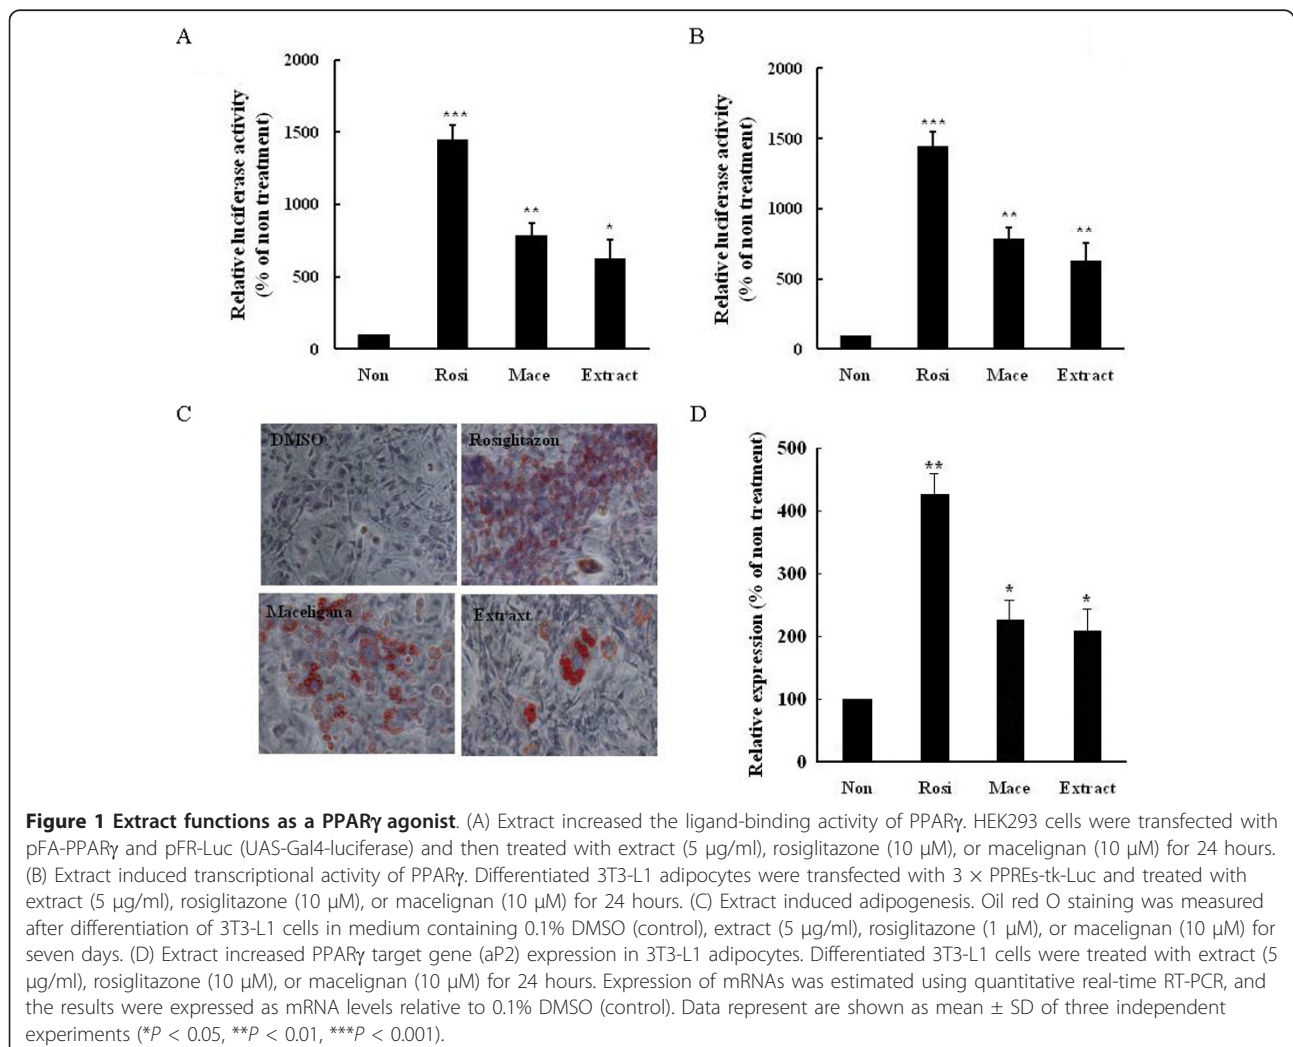 A
B
2000
1500
1000
500
0
Relative luciferase activity
(% of non treatment)
***
**
*
Non Rosi Mace Extract
2000
1500
1000
500
0
Relative luciferase activity
(% of non treatment)
***
**
**
Non Rosi Mace Extract
C
DMSO
Rosiglitazon
Maceligana
Extraxt
D
500
400
300
200
100
0
Relative expression (% of non treatment)
**
*
*
Non Rosi Mace Extract
Figure 1 Extract functions as a PPARγ agonist. (A) Extract increased the ligand-binding activity of PPARγ. HEK293 cells were transfected with
pFA-PPARγ and pFR-Luc (UAS-Gal4-luciferase) and then treated with extract (5 μg/ml), rosiglitazone (10 μM), or macelignan (10 μM) for 24 hours.
(B) Extract induced transcriptional activity of PPARγ. Differentiated 3T3-L1 adipocytes were transfected with 3 × PPREs-tk-Luc and treated with
extract (5 μg/ml), rosiglitazone (10 μM), or macelignan (10 μM) for 24 hours. (C) Extract induced adipogenesis. Oil red O staining was measured
after differentiation of 3T3-L1 cells in medium containing 0.1% DMSO (control), extract (5 μg/ml), rosiglitazone (1 μM), or macelignan (10 μM) for
seven days. (D) Extract increased PPARγ target gene (aP2) expression in 3T3-L1 adipocytes. Differentiated 3T3-L1 cells were treated with extract (5
μg/ml), rosiglitazone (10 μM), or macelignan (10 μM) for 24 hours. Expression of mRNAs was estimated using quantitative real-time RT-PCR, and
the results were expressed as mRNA levels relative to 0.1% DMSO (control). Data represent are shown as mean ± SD of three independent
experiments (*P < 0.05, **P < 0.01, ***P < 0.001).